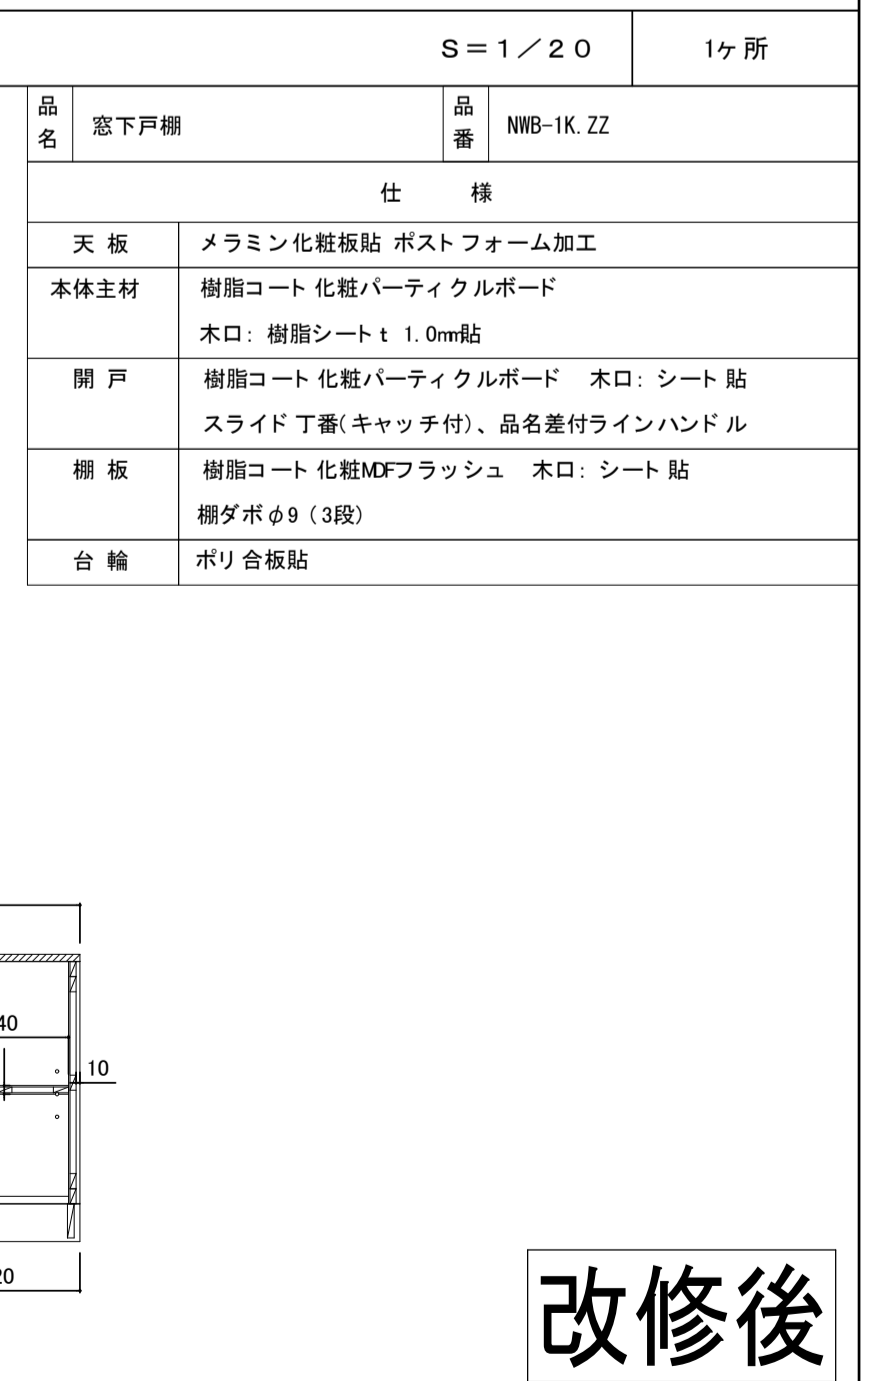 S=1／20 1ヶ所
品名 窓下戸棚 品番 NWB-1K.ZZ
仕 様
天 板 メラミン化粧板貼 ポストフォーム加工
本体主材 樹脂コート化粧パーティクルボード
木口: 樹脂シートt 1.0mm貼
開 戸 樹脂コート化粧パーティクルボード 木口: シート貼
スライド丁番(キャッチ付)、品名差付ラインハンドル
棚 板 樹脂コート化粧MDFフラッシュ 木口: シート貼
棚ダボφ9 (3段)
台 輪 ポリ合板貼
40
10
20
改修後